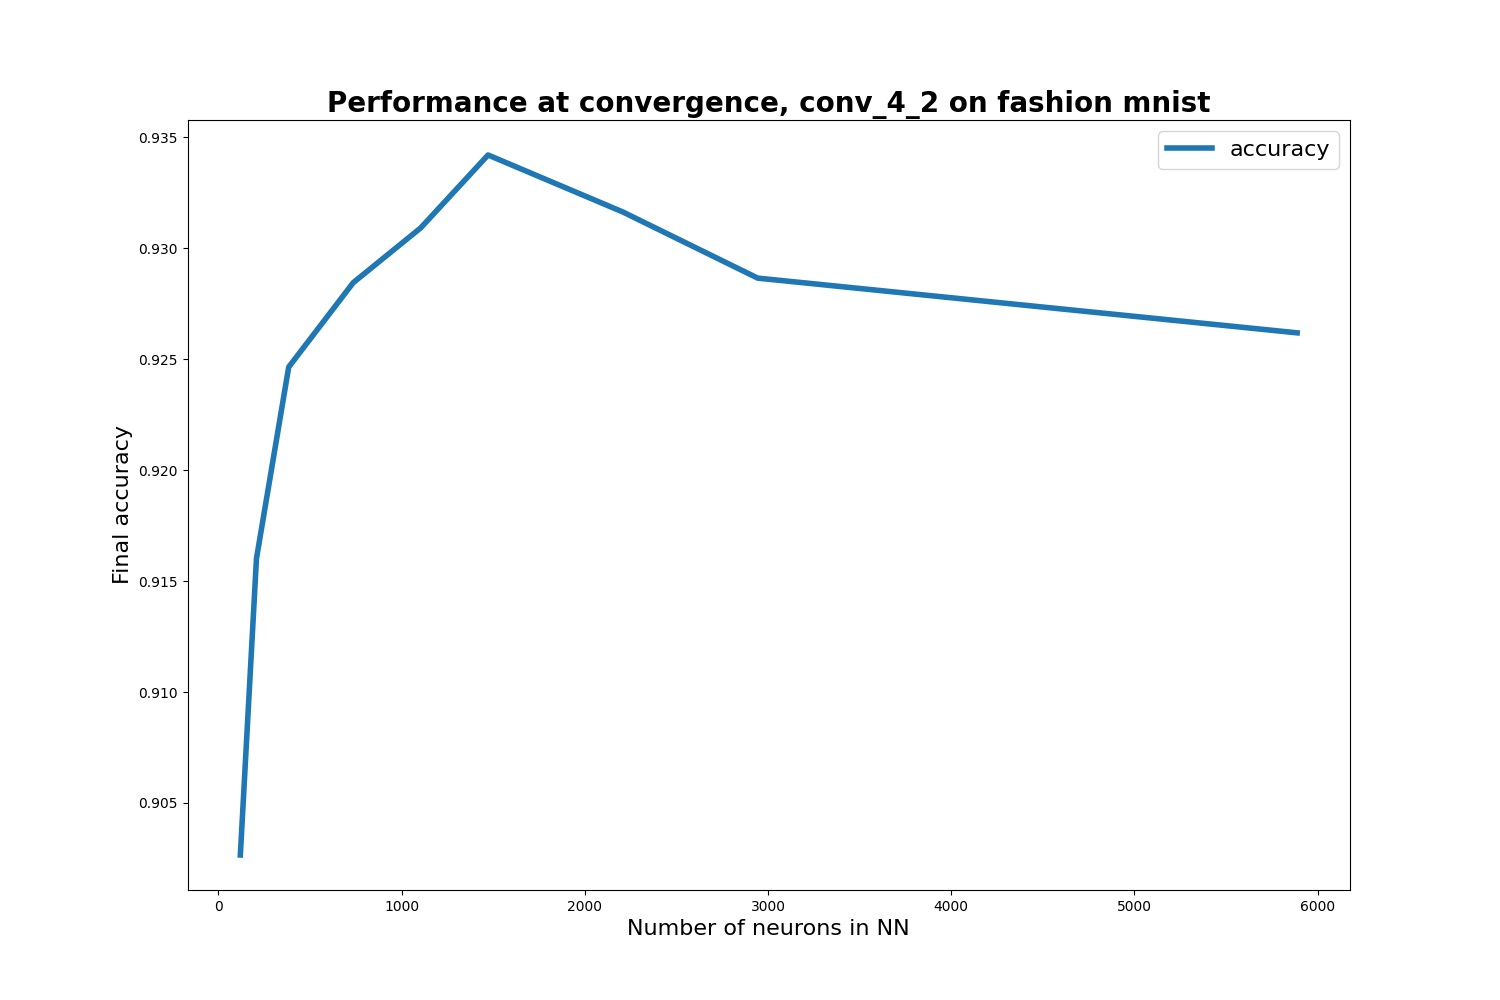 Performance at convergence, conv_4_2 on fashion mnist
accuracy
0.935
0.930
0.925
0.920
0.915
0.910
0.905
Final accuracy
0 1000 2000 3000 4000 5000 6000
Number of neurons in NN